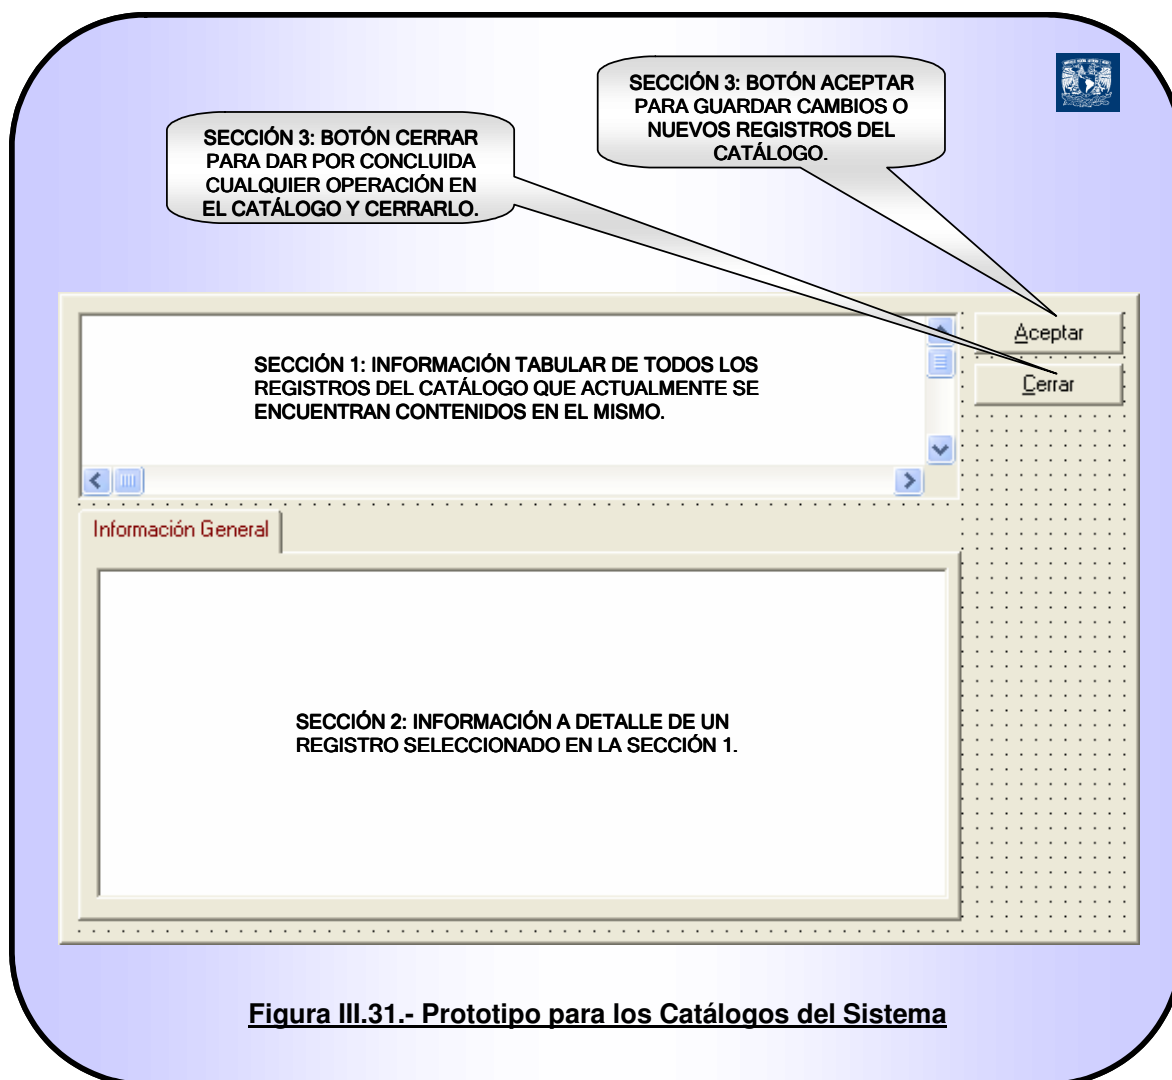 SECCIÓN 3: BOTÓN ACEPTAR
PARA GUARDAR CAMBIOS O
NUEVOS REGISTROS DEL
CATÁLOGO.
SECCIÓN 3: BOTÓN CERRAR
PARA DAR POR CONCLUIDA
CUALQUIER OPERACIÓN EN
EL CATÁLOGO Y CERRARLO.
Aceptar
Cerrar
SECCIÓN 1: INFORMACIÓN TABULAR DE TODOS LOS
REGISTROS DEL CATÁLOGO QUE ACTUALMENTE SE
ENCUENTRAN CONTENIDOS EN EL MISMO.
Información General
SECCIÓN 2: INFORMACIÓN A DETALLE DE UN
REGISTRO SELECCIONADO EN LA SECCIÓN 1.
Figura III.31.- Prototipo para los Catálogos del Sistema